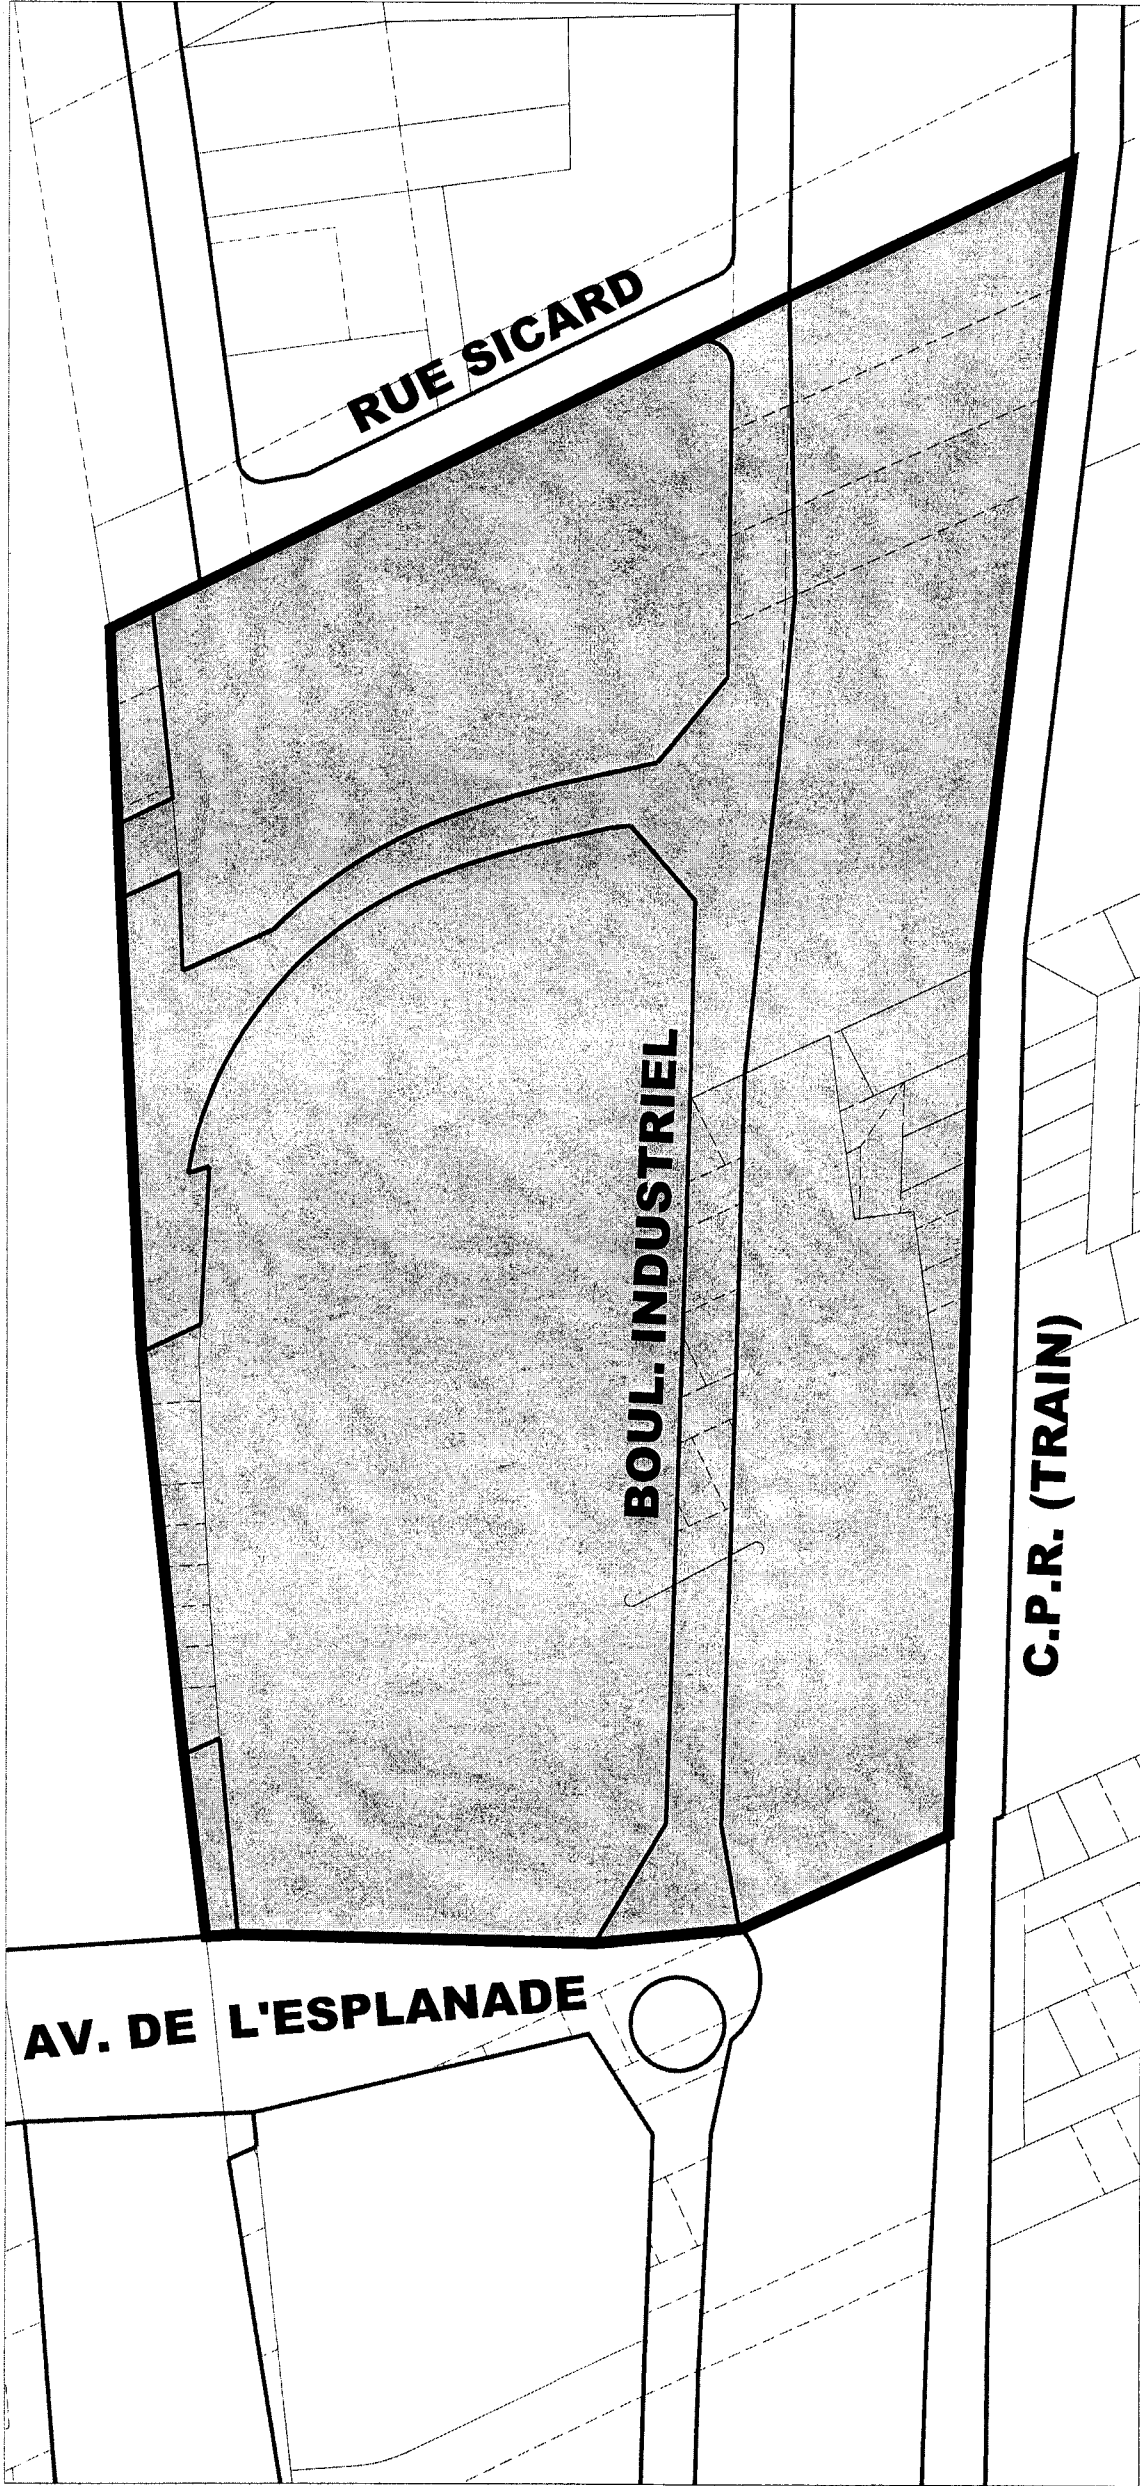 RUE SICARD
BOUL. INDUSTRIEL
C.P.R. (TRAIN)
AV. DE L'ESPLANADE